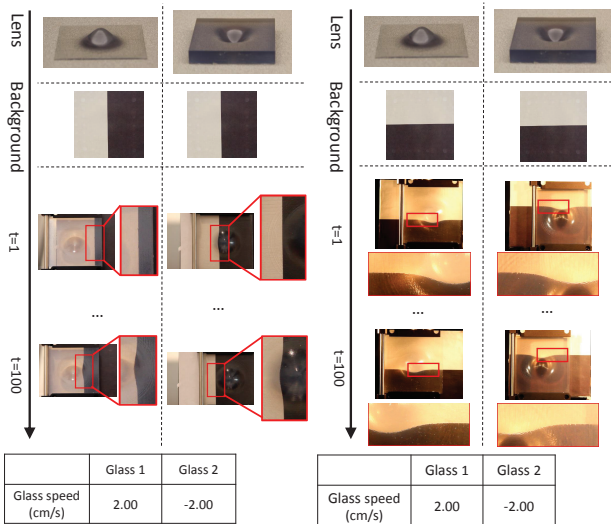 Lens
Background
t=1
...
...
t=100
...
...
Glass 1
Glass 2
Glass speed
(cm/s)
2.00
-2.00
Lens
Background
t=1
...
...
t=100
Glass 1
Glass 2
Glass speed
(cm/s)
2.00
-2.00